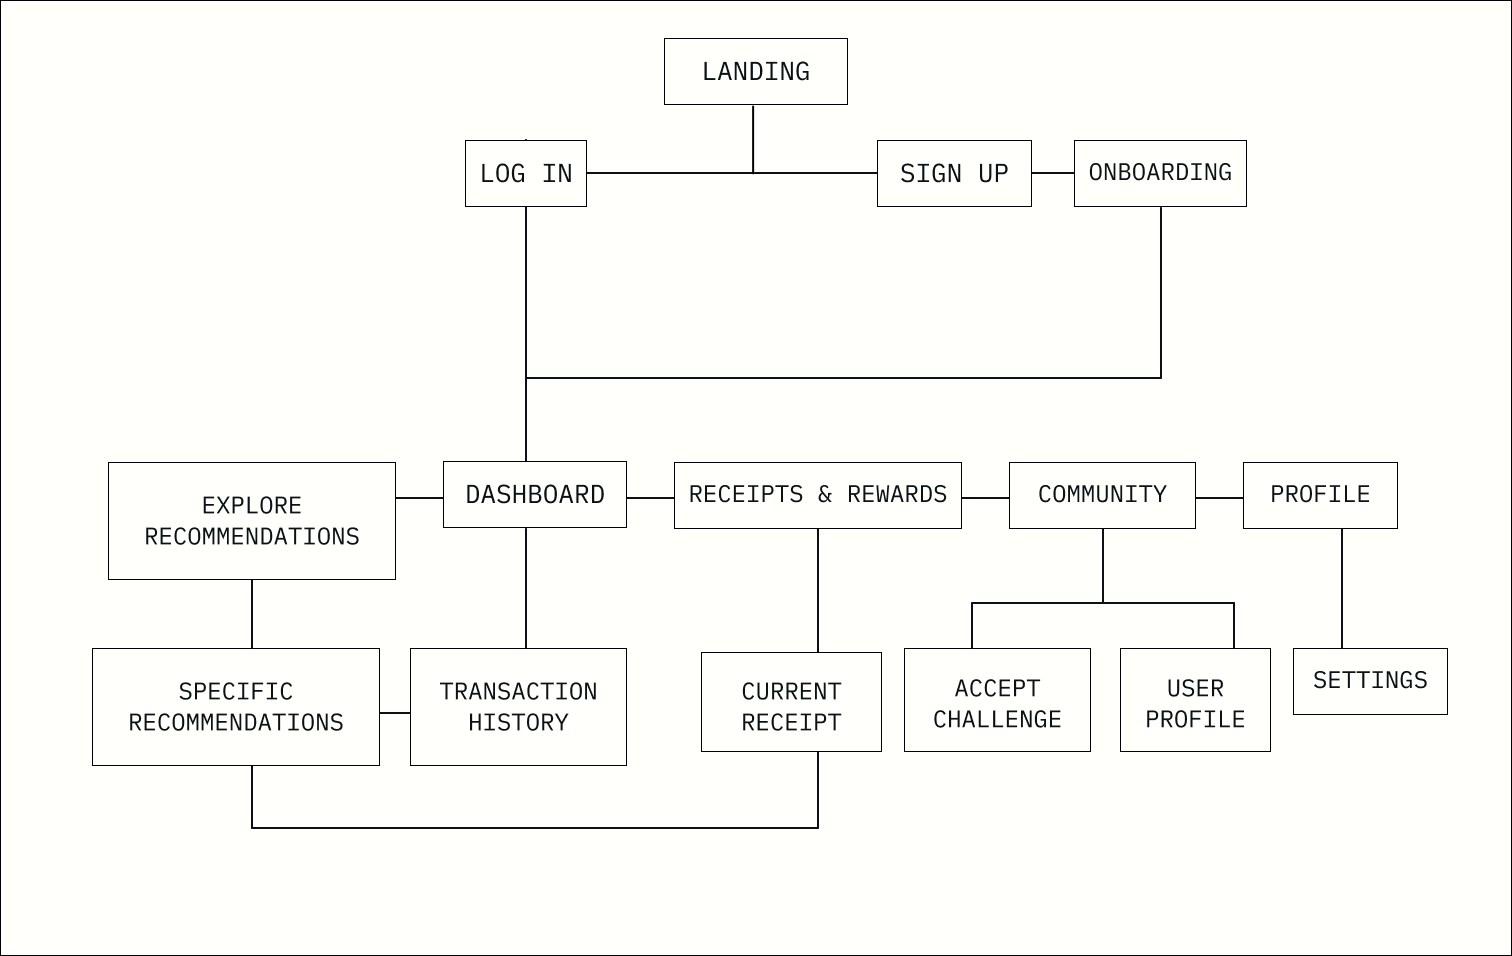 LANDING
LOG IN
SIGN UP
ONBOARDING
EXPLORE
RECOMMENDATIONS
DASHBOARD
RECEIPTS & REWARDS
COMMUNITY
PROFILE
SPECIFIC
RECOMMENDATIONS
TRANSACTION
HISTORY
CURRENT
RECEIPT
ACCEPT
CHALLENGE
USER
PROFILE
SETTINGS